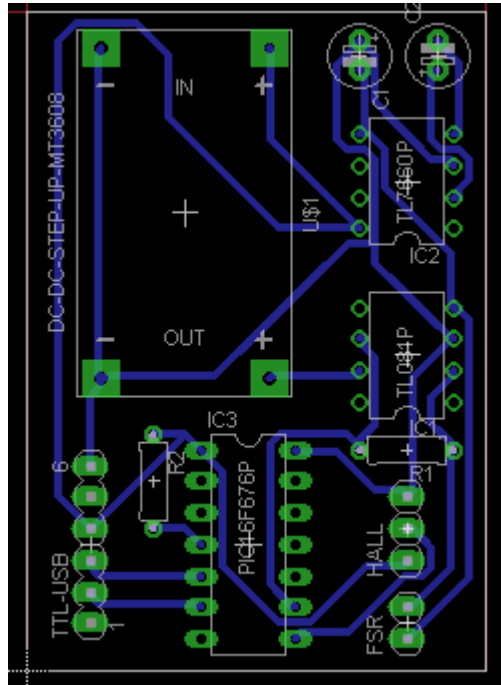 C2
C1
IN
- +
DC-DC-STEP-UP-MT3608
U$1
TL7660P
IC2
OUT
- +
TL084P
IC1
IC3
R2
R1
PIC16F676P
6
TTL-USB
1
HALL
FSR